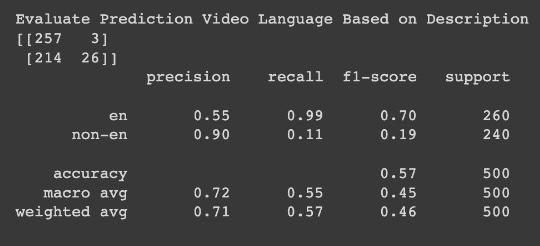 Evaluate Prediction Video Language Based on Description
[[257   3]
 [214  26]]
              precision    recall  f1-score   support
          en       0.55      0.99      0.70       260
      non-en       0.90      0.11      0.19       240
    accuracy                           0.57       500
   macro avg       0.72      0.55      0.45       500
weighted avg       0.71      0.57      0.46       500